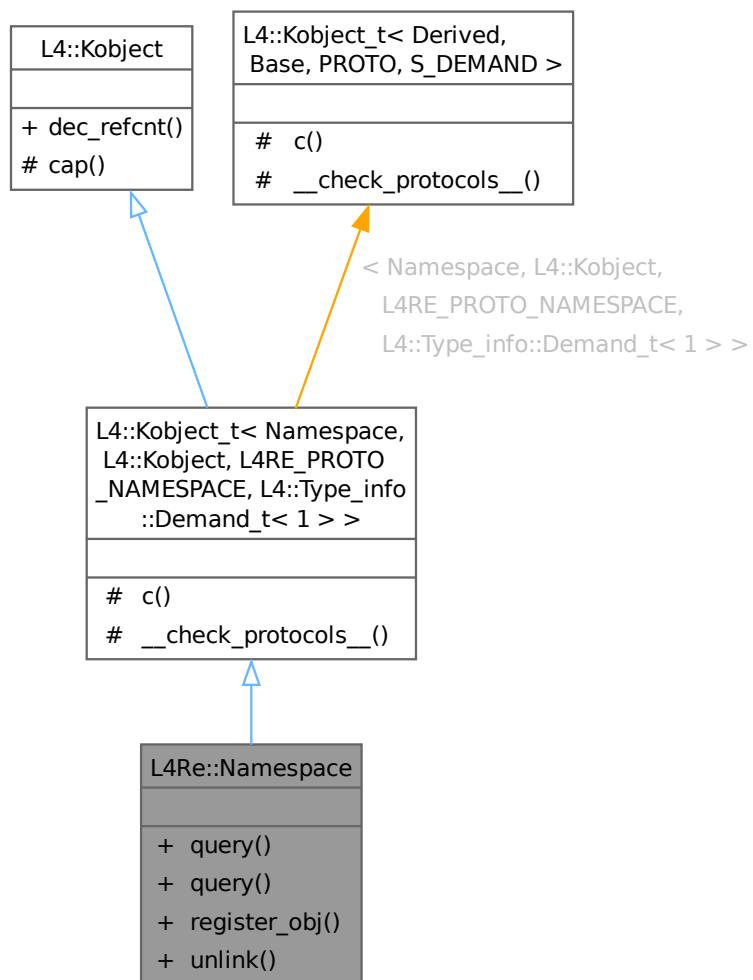 L4::Kobject
+ dec_refcnt()
# cap()
L4::Kobject_t< Derived,
Base, PROTO, S_DEMAND >
# c()
# __check_protocols__()
< Namespace, L4::Kobject,
L4RE_PROTO_NAMESPACE,
L4::Type_info::Demand_t< 1 > >
L4::Kobject_t< Namespace,
L4::Kobject, L4RE_PROTO
_NAMESPACE, L4::Type_info
::Demand_t< 1 > >
# c()
# __check_protocols__()
L4Re::Namespace
+ query()
+ query()
+ register_obj()
+ unlink()